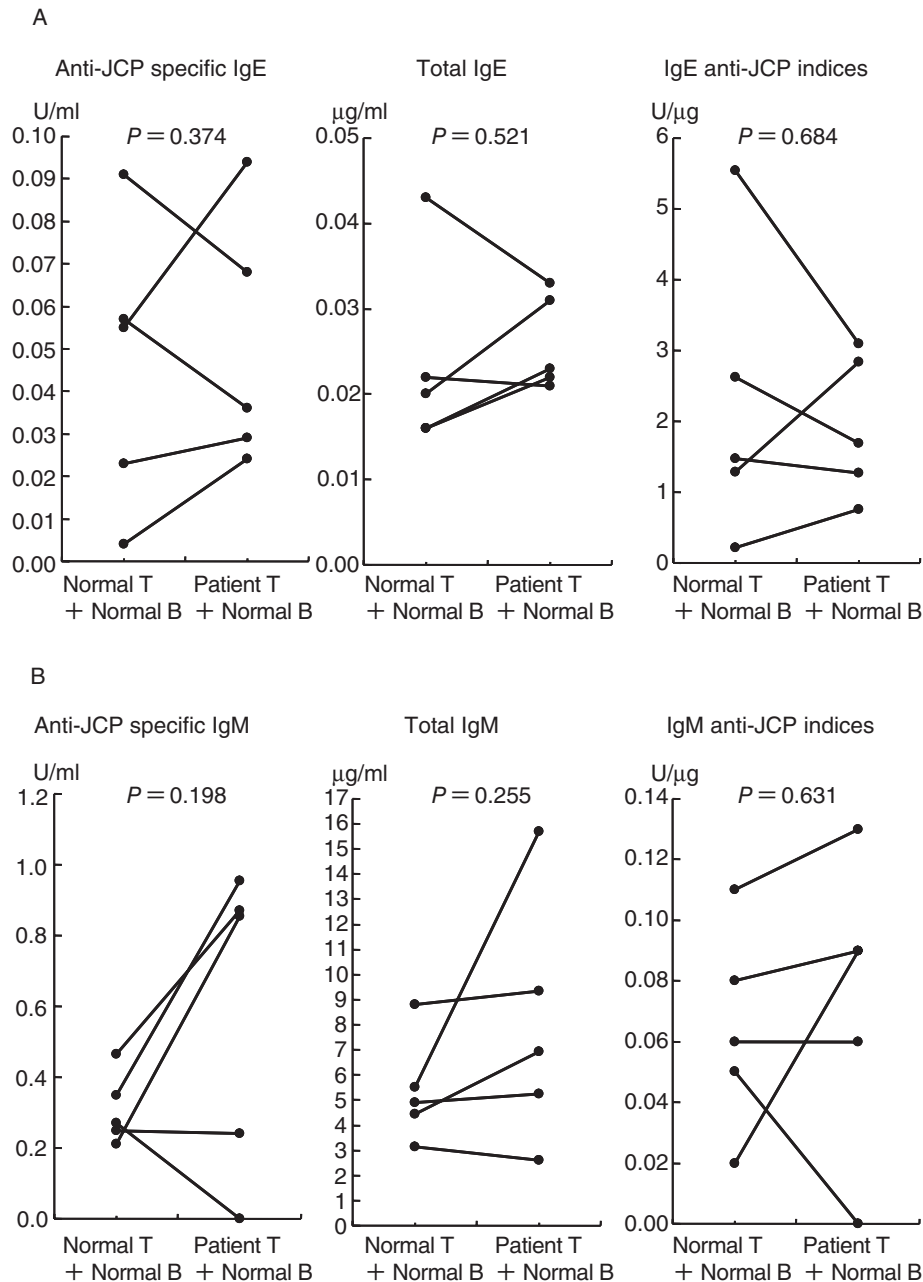 A
Anti-JCP specific IgE
Total IgE
IgE anti-JCP indices
U/ml
μg/ml
U/μg
P = 0.374
P = 0.521
P = 0.684
0.10
0.09
0.08
0.07
0.06
0.05
0.04
0.03
0.02
0.01
0.00
0.05
0.04
0.03
0.02
0.01
0.00
6
5
4
3
2
1
0
Normal T
+ Normal B
Patient T
+ Normal B
Normal T
+ Normal B
Patient T
+ Normal B
Normal T
+ Normal B
Patient T
+ Normal B
B
Anti-JCP specific IgM
Total IgM
IgM anti-JCP indices
U/ml
μg/ml
U/μg
P = 0.198
P = 0.255
P = 0.631
1.2
1.0
0.8
0.6
0.4
0.2
0.0
17
16
15
14
13
12
11
10
9
8
7
6
5
4
3
2
1
0
0.14
0.12
0.10
0.08
0.06
0.04
0.02
0.00
Normal T
+ Normal B
Patient T
+ Normal B
Normal T
+ Normal B
Patient T
+ Normal B
Normal T
+ Normal B
Patient T
+ Normal B